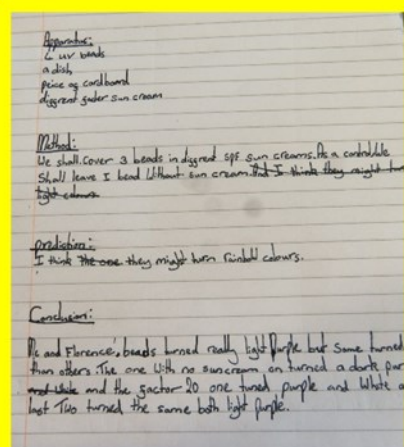 Apparatus:
4 uv beads
a dish
peice of cardboard
diffrent factor sun cream
Method:
We shall cover 3 beads in diffrent spf sun creams. As a control We
shall leave 1 bead without sun cream. And I think they might turn
light colours
prediction:
I think the one they might turn rainbow colours.
Conclusion:
Me and Florence's beads turned really light Purple but Some turned
than others. The one with no suncream on turned a dark pur
and white and the factor 20 one turned purple and White a
last Two turned the same both light purple.